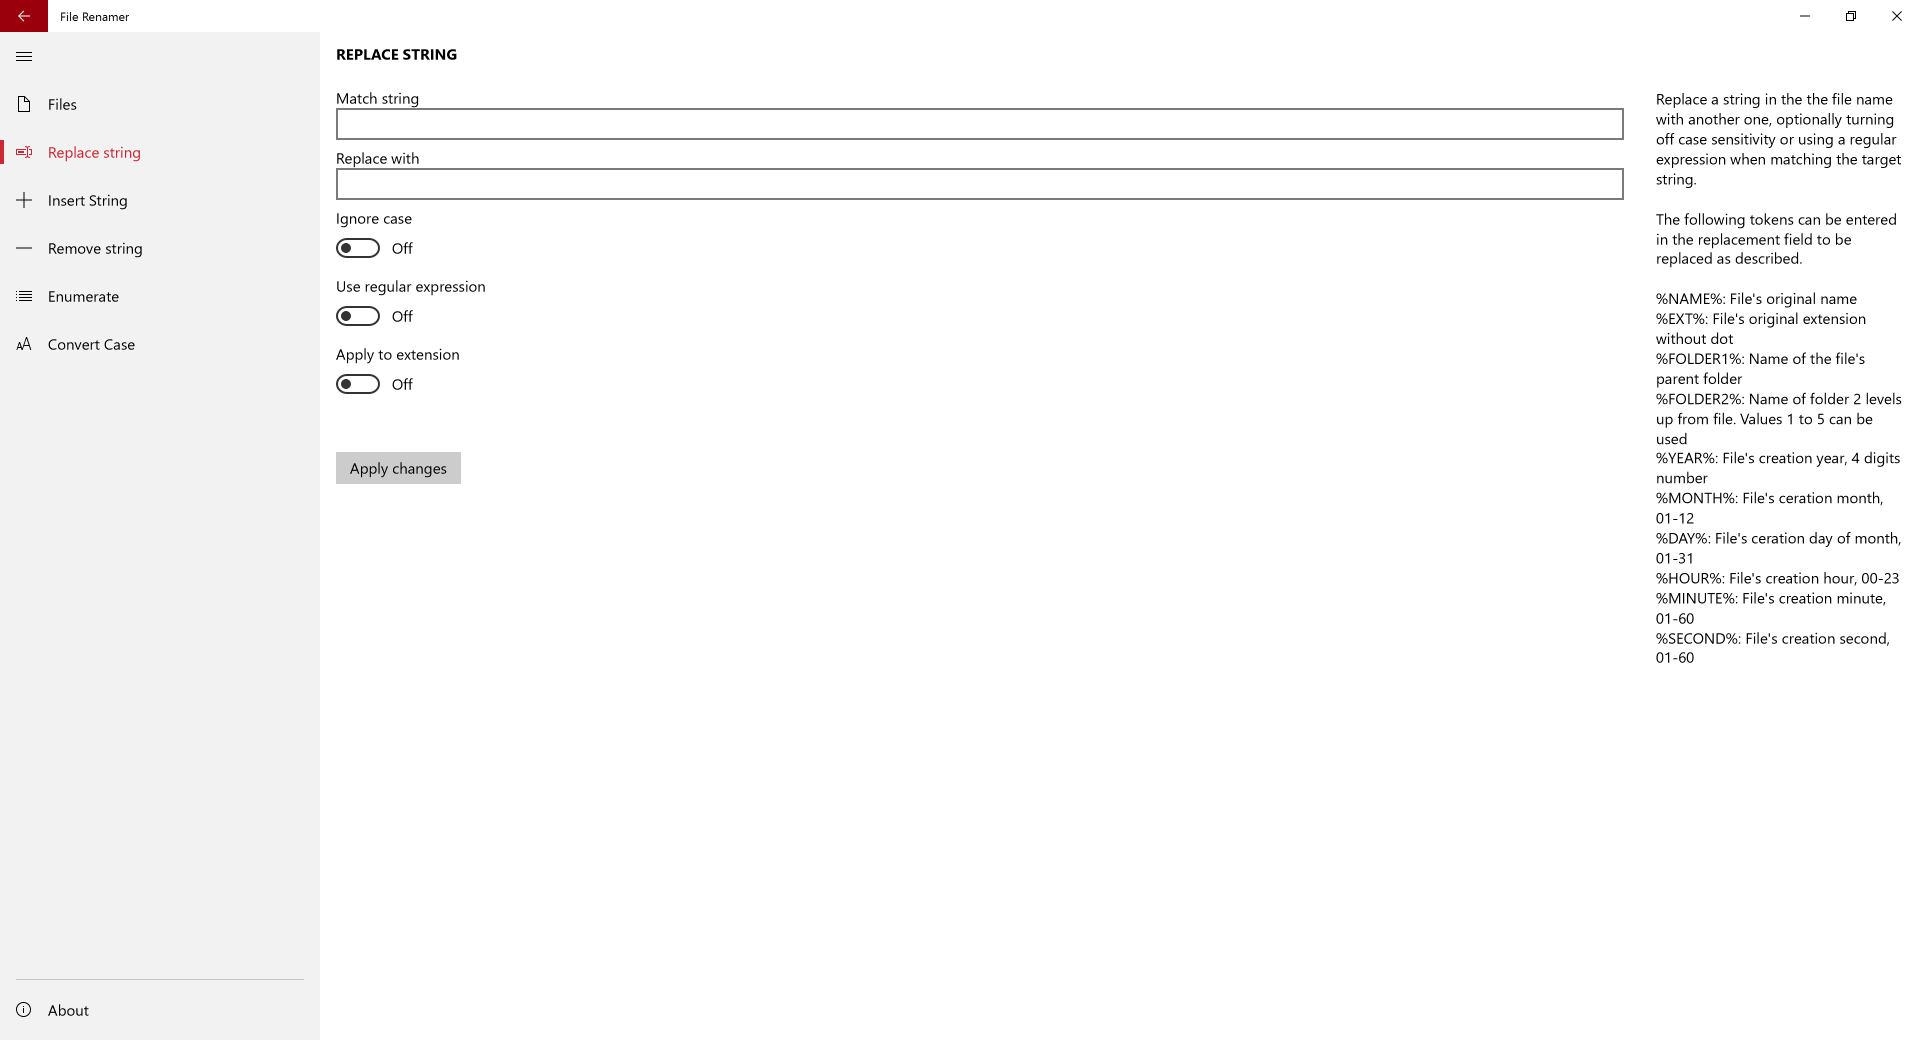 File Renamer
Files
Replace string
Insert String
Remove string
Enumerate
Convert Case
About
REPLACE STRING
Match string
Replace with
Ignore case
Off
Use regular expression
Off
Apply to extension
Off
Apply changes
Replace a string in the the file name
with another one, optionally turning
off case sensitivity or using a regular
expression when matching the target
string.
The following tokens can be entered
in the replacement field to be
replaced as described.
%NAME%: File's original name
%EXT%: File's original extension
without dot
%FOLDER1%: Name of the file's
parent folder
%FOLDER2%: Name of folder 2 levels
up from file. Values 1 to 5 can be
used
%YEAR%: File's creation year, 4 digits
number
%MONTH%: File's ceration month,
01-12
%DAY%: File's ceration day of month,
01-31
%HOUR%: File's creation hour, 00-23
%MINUTE%: File's creation minute,
01-60
%SECOND%: File's creation second,
01-60